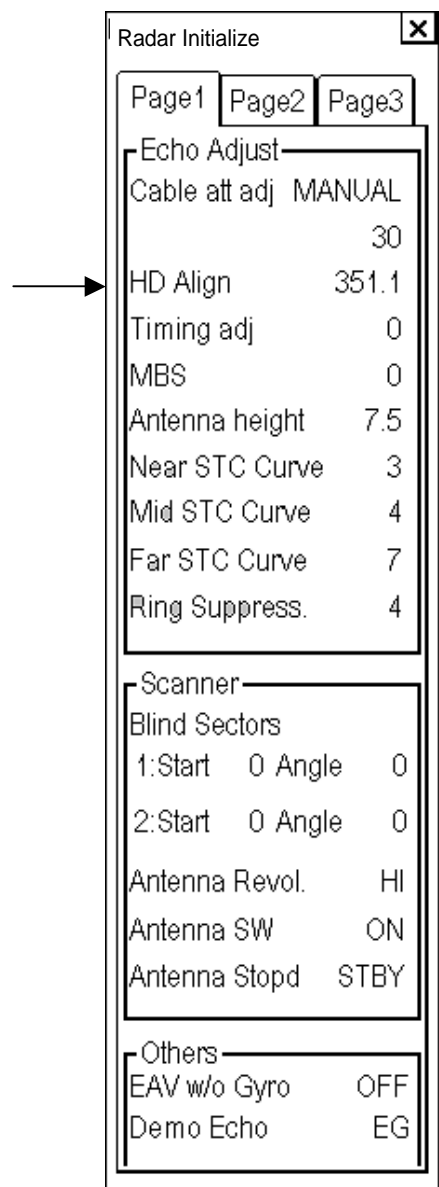 Radar Initialize
Page1 Page2 Page3
Echo Adjust
Cable att adj MANUAL
30
HD Align 351.1
Timing adj 0
MBS 0
Antenna height 7.5
Near STC Curve 3
Mid STC Curve 4
Far STC Curve 7
Ring Suppress. 4
Scanner
Blind Sectors
1:Start 0 Angle 0
2:Start 0 Angle 0
Antenna Revol. HI
Antenna SW ON
Antenna Stopd STBY
Others
EAV w/o Gyro OFF
Demo Echo EG